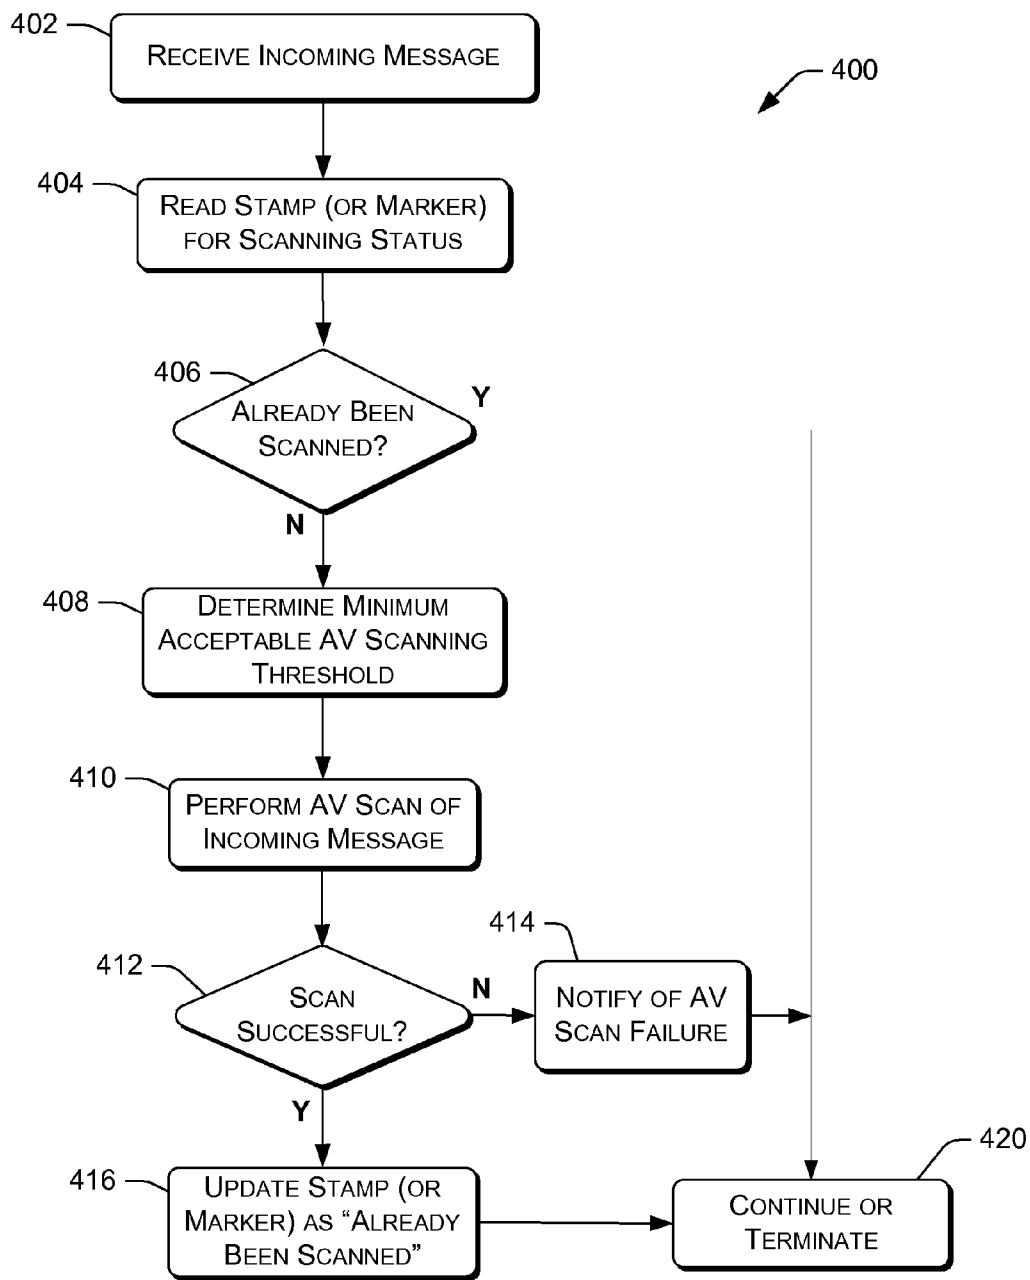 402
RECEIVE INCOMING MESSAGE
400
404
READ STAMP (OR MARKER)
FOR SCANNING STATUS
406
ALREADY BEEN
SCANNED?
Y
N
408
DETERMINE MINIMUM
ACCEPTABLE AV SCANNING
THRESHOLD
410
PERFORM AV SCAN OF
INCOMING MESSAGE
412
SCAN
SUCCESSFUL?
N
414
NOTIFY OF AV
SCAN FAILURE
Y
416
UPDATE STAMP (OR
MARKER) AS “ALREADY
BEEN SCANNED”
420
CONTINUE OR
TERMINATE